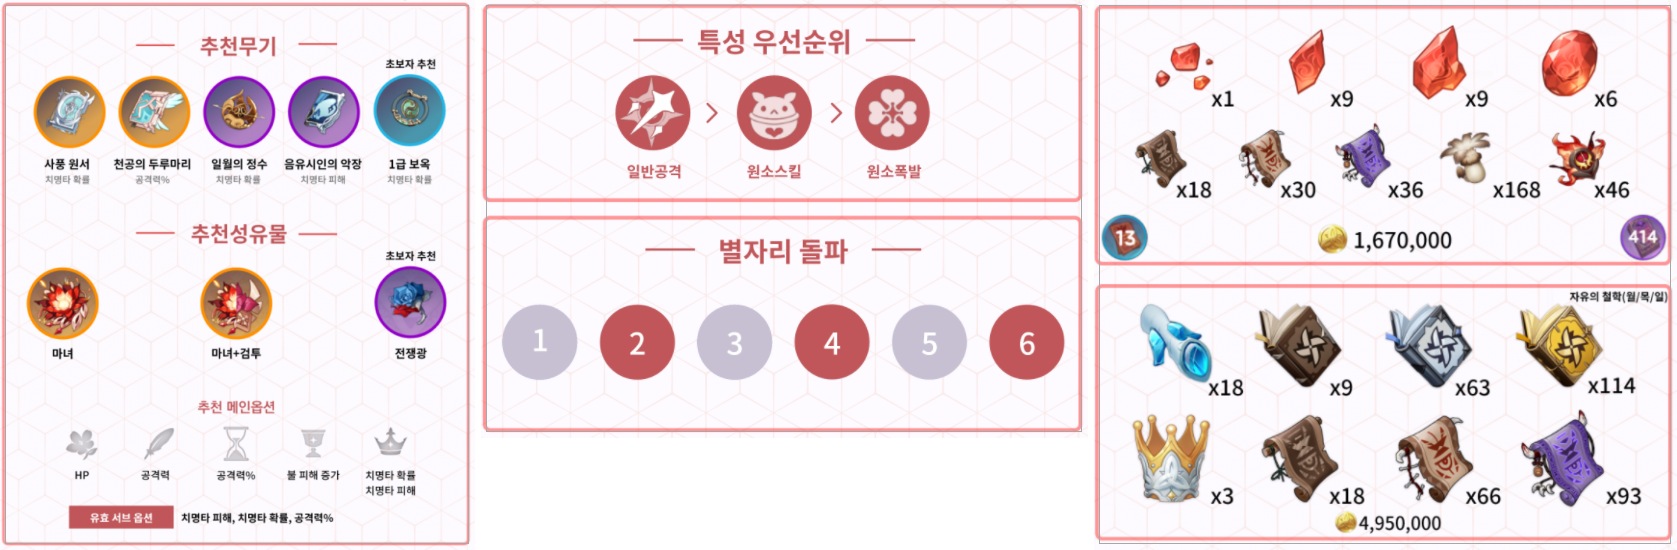 추천무기
초보자 추천
사풍 원서
천공의 두루마리
일월의 정수
음유시인의 악장
1급 보옥
치명타 확률
공격력%
치명타 확률
치명타 피해
치명타 확률
추천성유물
초보자 추천
마녀
마녀+검투
전쟁광
추천 메인옵션
HP
공격력
공격력%
불 피해 증가
치명타 확률
치명타 피해
유효 서브 옵션
치명타 피해, 치명타 확률, 공격력%
특성 우선순위
일반공격
원소스킬
원소폭발
별자리 돌파
1
2
3
4
5
6
x1
x9
x9
x6
x18
x30
x36
x168
x46
13
1,670,000
414
자유의 철학(월/목/일)
x18
x9
x63
x114
x3
x18
x66
x93
4,950,000